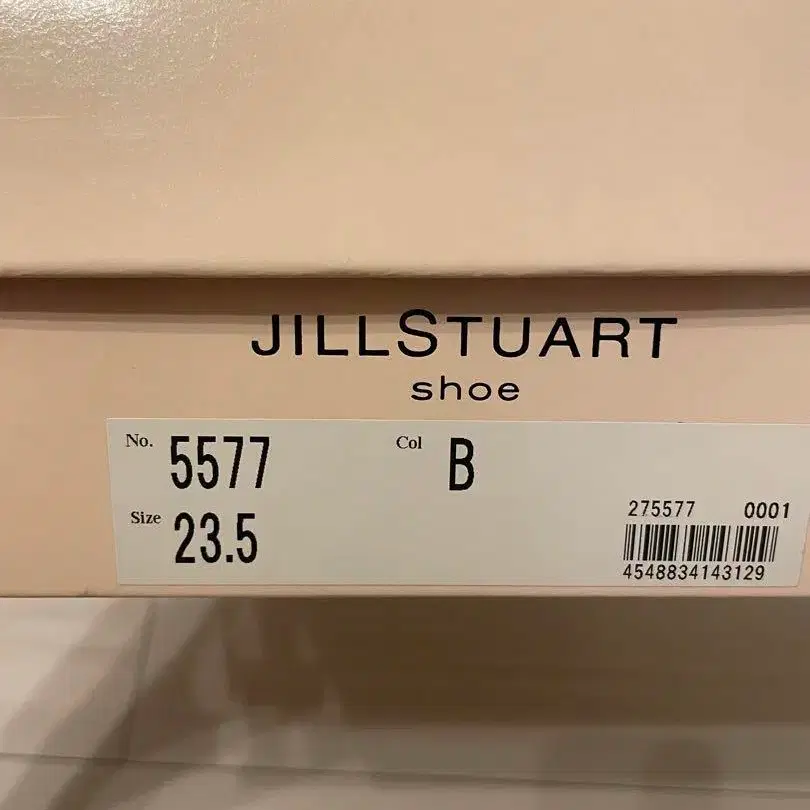 JILLSTUART
shoe
No. 5577 Col B
Size 23.5
275577 0001
4548834143129